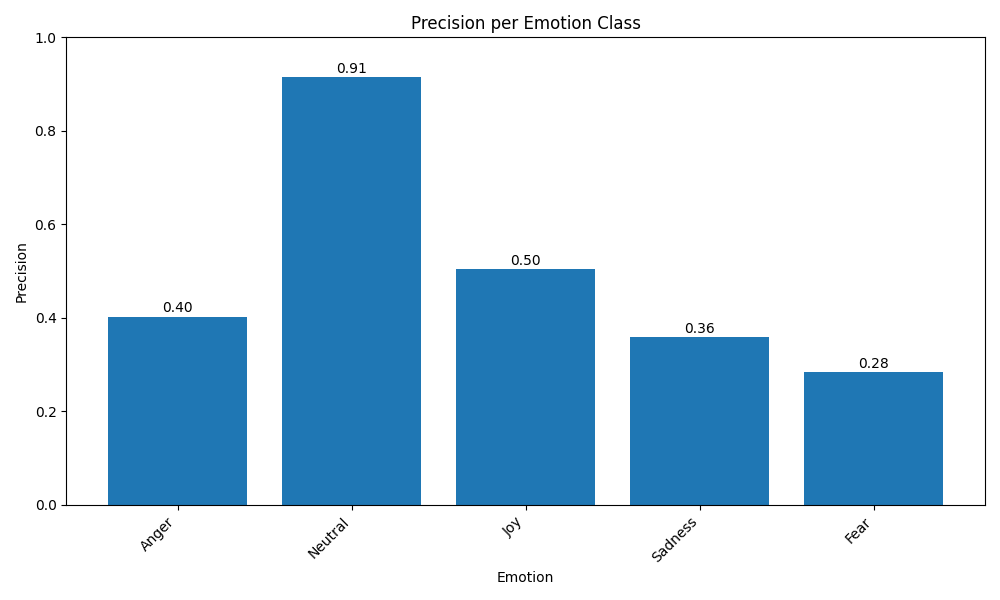 Precision per Emotion Class
1.0
0.8
0.6
0.4
0.2
0.0
Precision
0.40
0.91
0.50
0.36
0.28
Anger
Neutral
Joy
Sadness
Fear
Emotion